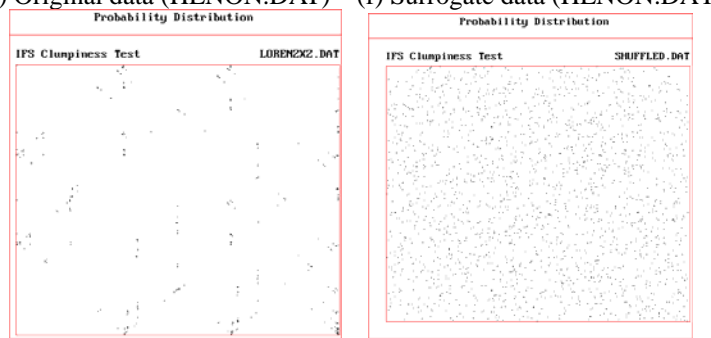 ) Original data (HENON.DAT) (f) Surrogate data (HENON.DAT
Probability Distribution
IFS Clumpiness Test LORENZXZ.DAT
Probability Distribution
IFS Clumpiness Test SHUFFLED.DAT